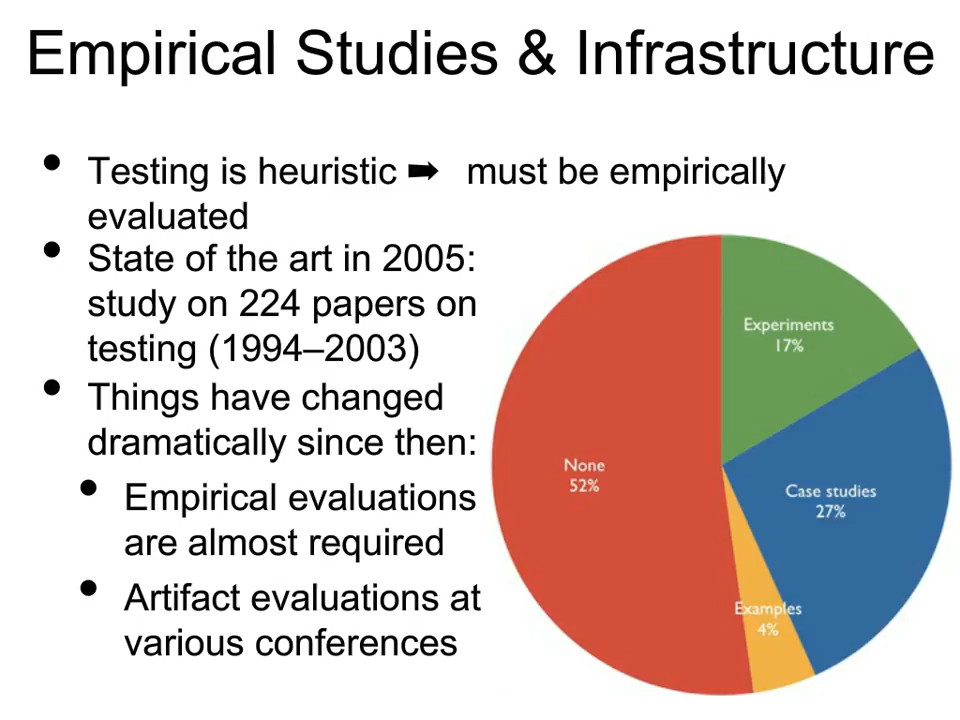 Empirical Studies & Infrastructure
• Testing is heuristic ➡ must be empirically
evaluated
• State of the art in 2005:
study on 224 papers on
testing (1994–2003)
• Things have changed
dramatically since then:
• Empirical evaluations
are almost required
• Artifact evaluations at
various conferences
Experiments
17%
None
52%
Case studies
27%
Examples
4%